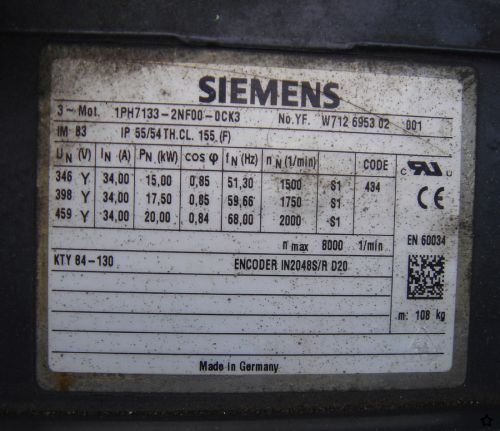 SIEMENS
3~Mot. 1PH7133-2NF00-0CK3 No.YF. W712 6953 02 001
IM B3 IP 55/54 TH.CL. 155 (F)
UN (V) IN (A) PN (kW) cos φ fN (Hz) nN (1/min) CODE
346 Y 34,00 15,00 0,85 51,30 1500 S1 434
398 Y 34,00 17,50 0,85 59,66 1750 S1
459 Y 34,00 20,00 0,84 68,00 2000 S1
c RU us
CE
n max 8000 1/min EN 60034
KTY 84-130 ENCODER IN2048S/R D20
m: 108 kg
Made in Germany